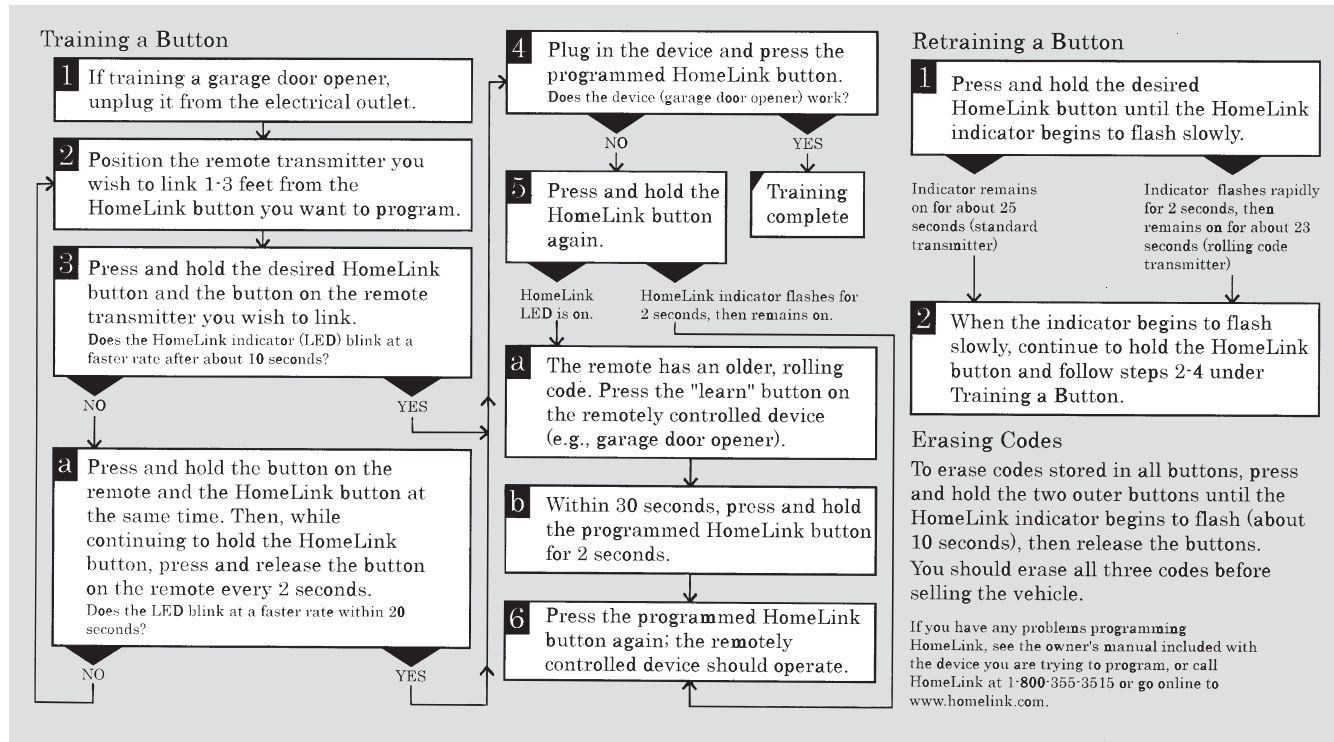 Training a Button
1
If training a garage door opener,
unplug it from the electrical outlet.
2
Position the remote transmitter you
wish to link 1-3 feet from the
HomeLink button you want to program.
3
Press and hold the desired HomeLink
button and the button on the remote
transmitter you wish to link.
Does the HomeLink indicator (LED) blink at a
faster rate after about 10 seconds?
NO
YES
a
Press and hold the button on the
remote and the HomeLink button at
the same time. Then, while
continuing to hold the HomeLink
button, press and release the button
on the remote every 2 seconds.
Does the LED blink at a faster rate within 20
seconds?
NO
YES
4
Plug in the device and press the
programmed HomeLink button.
Does the device (garage door opener) work?
NO
YES
5
Press and hold the
HomeLink button
again.
Training
complete
HomeLink
LED is on.
HomeLink indicator flashes for
2 seconds, then remains on.
a
The remote has an older, rolling
code. Press the "learn" button on
the remotely controlled device
(e.g., garage door opener).
b
Within 30 seconds, press and hold
the programmed HomeLink button
for 2 seconds.
6
Press the programmed HomeLink
button again; the remotely
controlled device should operate.
Retraining a Button
1
Press and hold the desired
HomeLink button until the HomeLink
indicator begins to flash slowly.
Indicator remains
on for about 25
seconds (standard
transmitter)
Indicator flashes rapidly
for 2 seconds, then
remains on for about 23
seconds (rolling code
transmitter)
2
When the indicator begins to flash
slowly, continue to hold the HomeLink
button and follow steps 2-4 under
Training a Button.
Erasing Codes
To erase codes stored in all buttons, press
and hold the two outer buttons until the
HomeLink indicator begins to flash (about
10 seconds), then release the buttons.
You should erase all three codes before
selling the vehicle.
If you have any problems programming
HomeLink, see the owner's manual included with
the device you are trying to program, or call
HomeLink at 1-800-355-3515 or go online to
www.homelink.com.